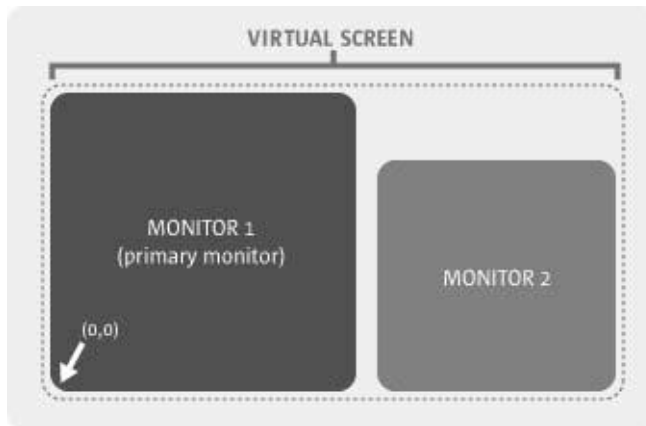 VIRTUAL SCREEN
MONITOR 1
(primary monitor)
MONITOR 2
(0,0)